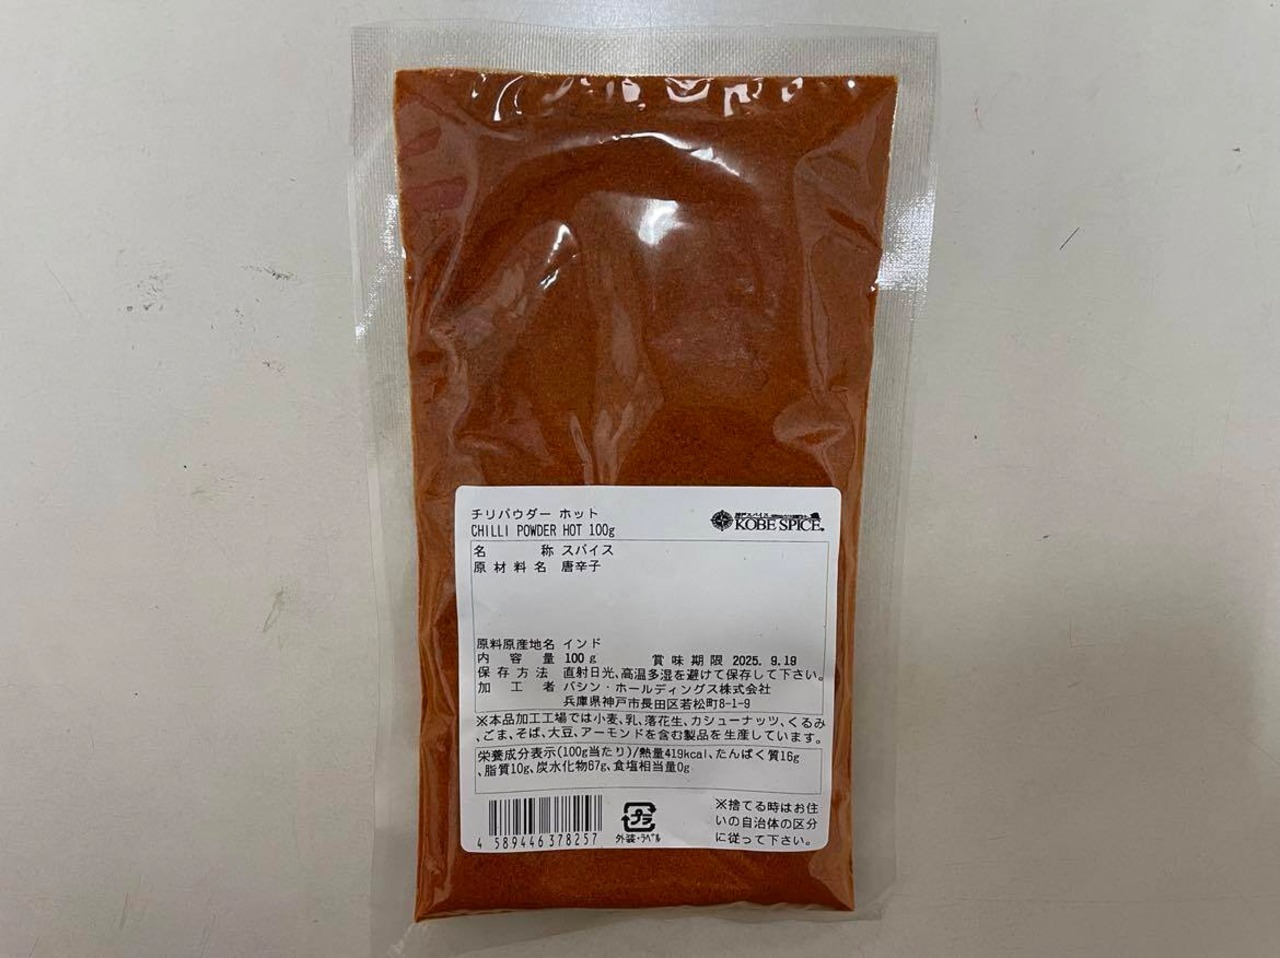 チリパウダー ホット
CHILLI POWDER HOT 100g
神戸スパイス
KOBE SPICE®
名称 スパイス
原材料名 唐辛子
原料原産地名 インド
内容量 100g 賞味期限 2025. 9.19
保存方法 直射日光、高温多湿を避けて保存して下さい。
加工者 バシン・ホールディングス株式会社
兵庫県神戸市長田区若松町8-1-9
※本品加工工場では小麦、乳、落花生、カシューナッツ、くるみ
、ごま、そば、大豆、アーモンドを含む製品を生産しています。
栄養成分表示(100g当たり)/熱量419kcal、たんぱく質16g
、脂質10g、炭水化物67g、食塩相当量0g
4 589446 378257
プラ
外装・ラベル
※捨てる時はお住
いの自治体の区分
に従って下さい。